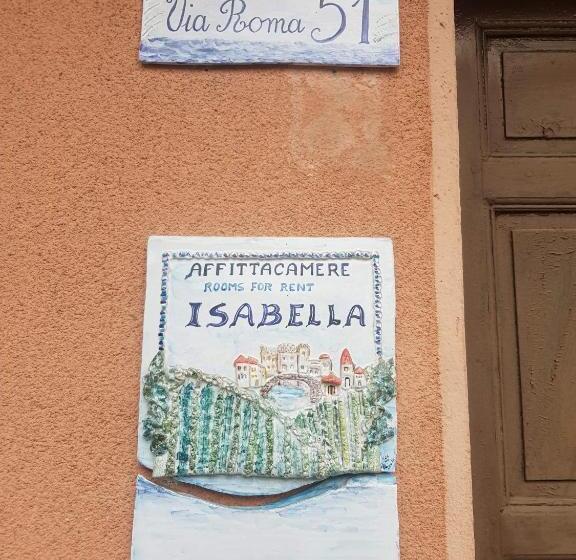 Via Roma 51
AFFITTACAMERE
ROOMS FOR RENT
ISABELLA